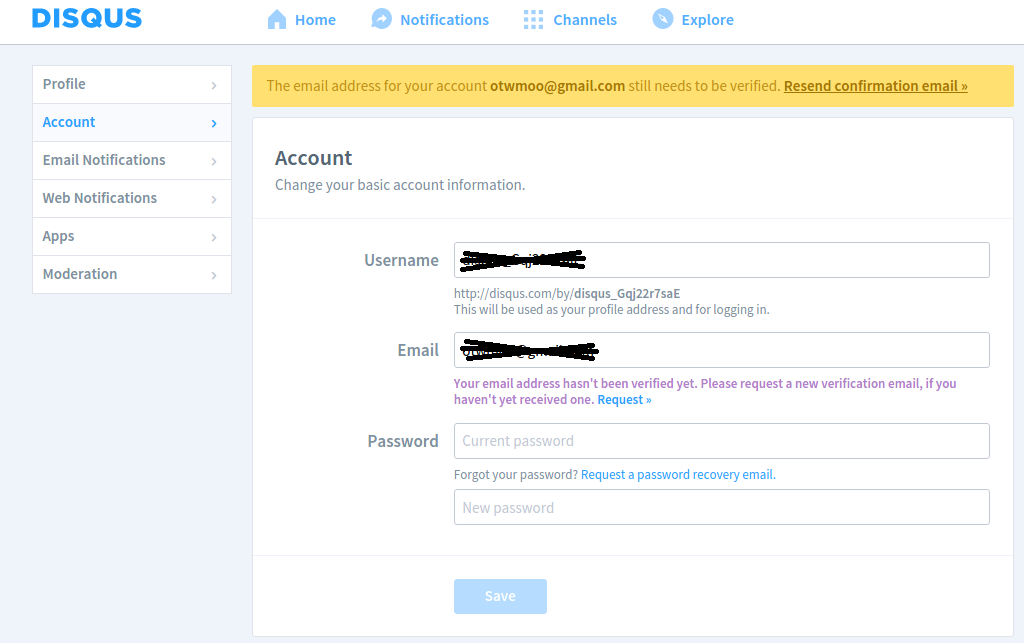 DISQUS
Home
Notifications
Channels
Explore
Profile
Account
Email Notifications
Web Notifications
Apps
Moderation
The email address for your account otwmoo@gmail.com still needs to be verified. Resend confirmation email »
Account
Change your basic account information.
Username
http://disqus.com/by/disqus_Gqj22r7saE
This will be used as your profile address and for logging in.
Email
Your email address hasn't been verified yet. Please request a new verification email, if you
haven't yet received one. Request »
Password
Current password
Forgot your password? Request a password recovery email.
New password
Save